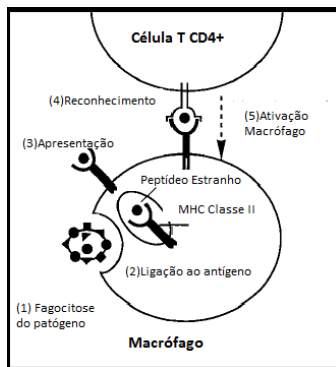 Célula T CD4+
(4)Reconhecimento
(5)Ativação
Macrófago
(3)Apresentação
Peptídeo Estranho
MHC Classe II
(2)Ligação ao antígeno
(1) Fagocitose
do patógeno
Macrófago